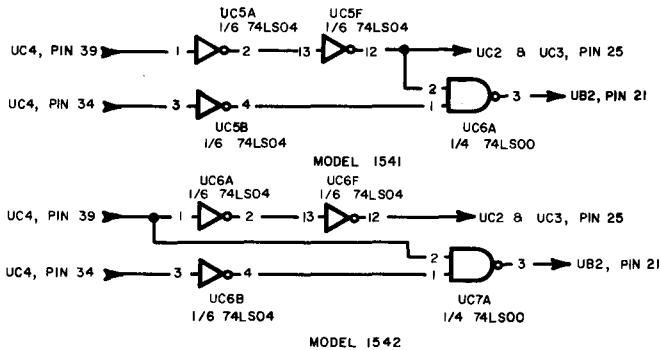 UC5A UC5F
1/6 74LS04 1/6 74LS04
UC4, PIN 39 1 2 13 12 UC2 & UC3, PIN 25
2
UC4, PIN 34 3 4 1 3 UB2, PIN 21
UC5B UC6A
1/6 74LS04 1/4 74LS00
MODEL 1541
UC6A UC6F
1/6 74LS04 1/6 74LS04
UC4, PIN 39 1 2 13 12 UC2 & UC3, PIN 25
2
UC4, PIN 34 3 4 1 3 UB2, PIN 21
UC6B UC7A
1/6 74LS04 1/4 74LS00
MODEL 1542